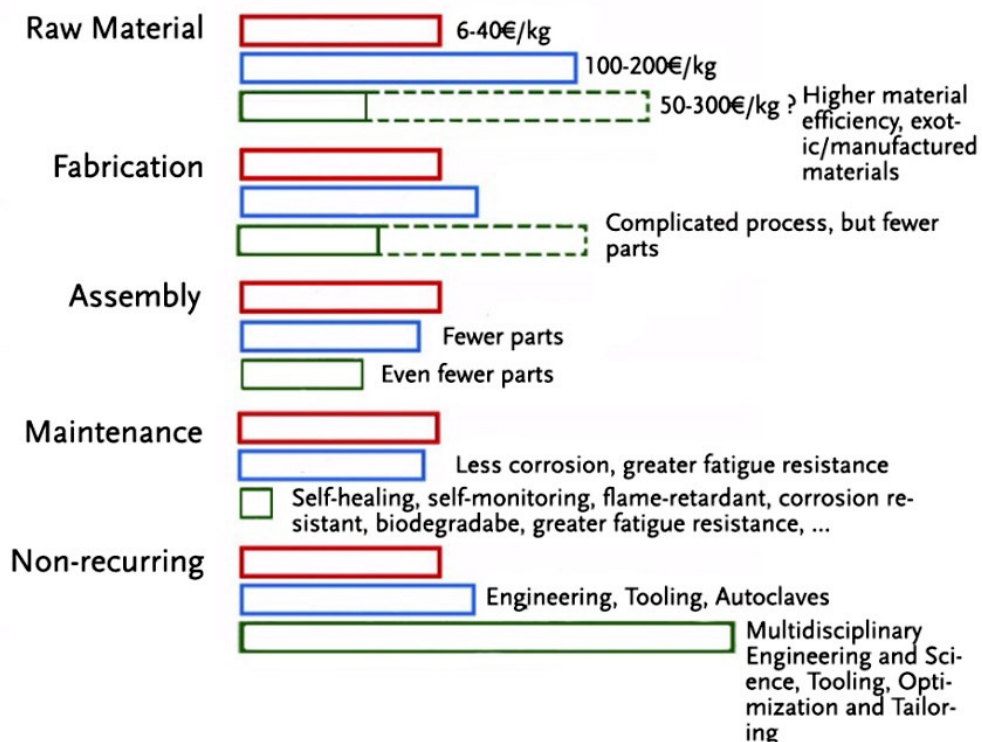 Raw Material
6-40€/kg
100-200€/kg
50-300€/kg ?
Higher material
efficiency, exot-
ic/manufactured
materials
Fabrication
Complicated process, but fewer
parts
Assembly
Fewer parts
Even fewer parts
Maintenance
Less corrosion, greater fatigue resistance
Self-healing, self-monitoring, flame-retardant, corrosion re-
sistant, biodegradabe, greater fatigue resistance, ...
Non-recurring
Engineering, Tooling, Autoclaves
Multidisciplinary
Engineering and Sci-
ence, Tooling, Opti-
mization and Tailor-
ing